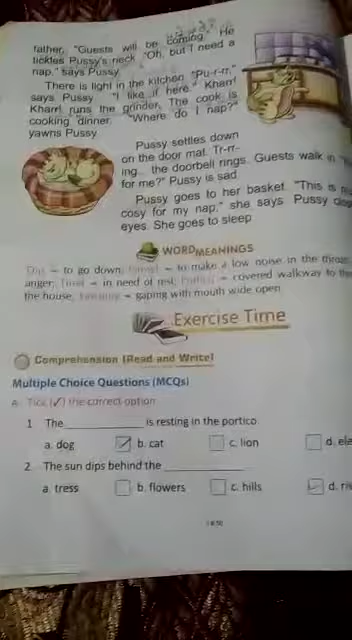 father. "Guests will be coming." He
tickles Pussy's neck. "Oh, but I need a
nap," says Pussy.
There is light in the kitchen. "Pu-r-rr,"
says Pussy. "I like it here." Kharr!
Kharr! runs the grinder. The cook is
cooking dinner. "Where do I nap?"
yawns Pussy.
Pussy settles down
on the door mat. Tr-rr-
ing... the doorbell rings. Guests walk in.
for me?" Pussy is sad.
Pussy goes to her basket. "This is
cosy for my nap," she says. Pussy
eyes. She goes to sleep.
WORD MEANINGS
= to go down, = to make a low noise in the throat
anger, = in need of rest, = covered walkway to the
the house, = gaping with mouth wide open
Exercise Time
Comprehension (Read and Write)
Multiple Choice Questions (MCQs)
A. Tick (✓) the correct option.
1. The ____________ is resting in the portico.
a. dog b. cat c. lion d.
2. The sun dips behind the ____________
a. tress b. flowers c. hills d.